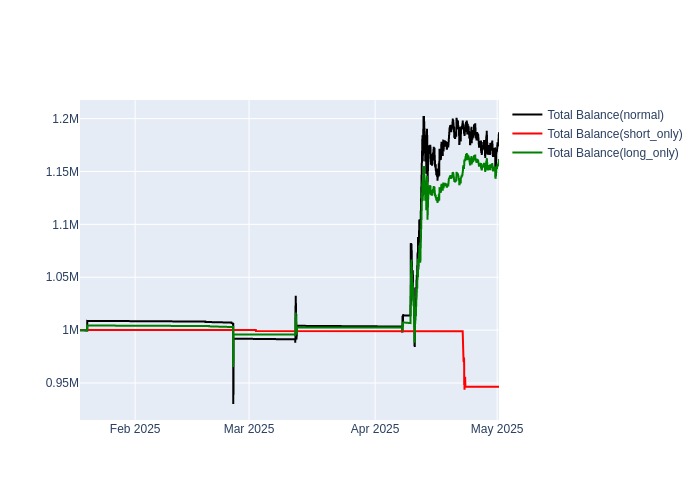 1.2M
1.15M
1.1M
1.05M
1M
0.95M
Feb 2025
Mar 2025
Apr 2025
May 2025
Total Balance(normal)
Total Balance(short_only)
Total Balance(long_only)